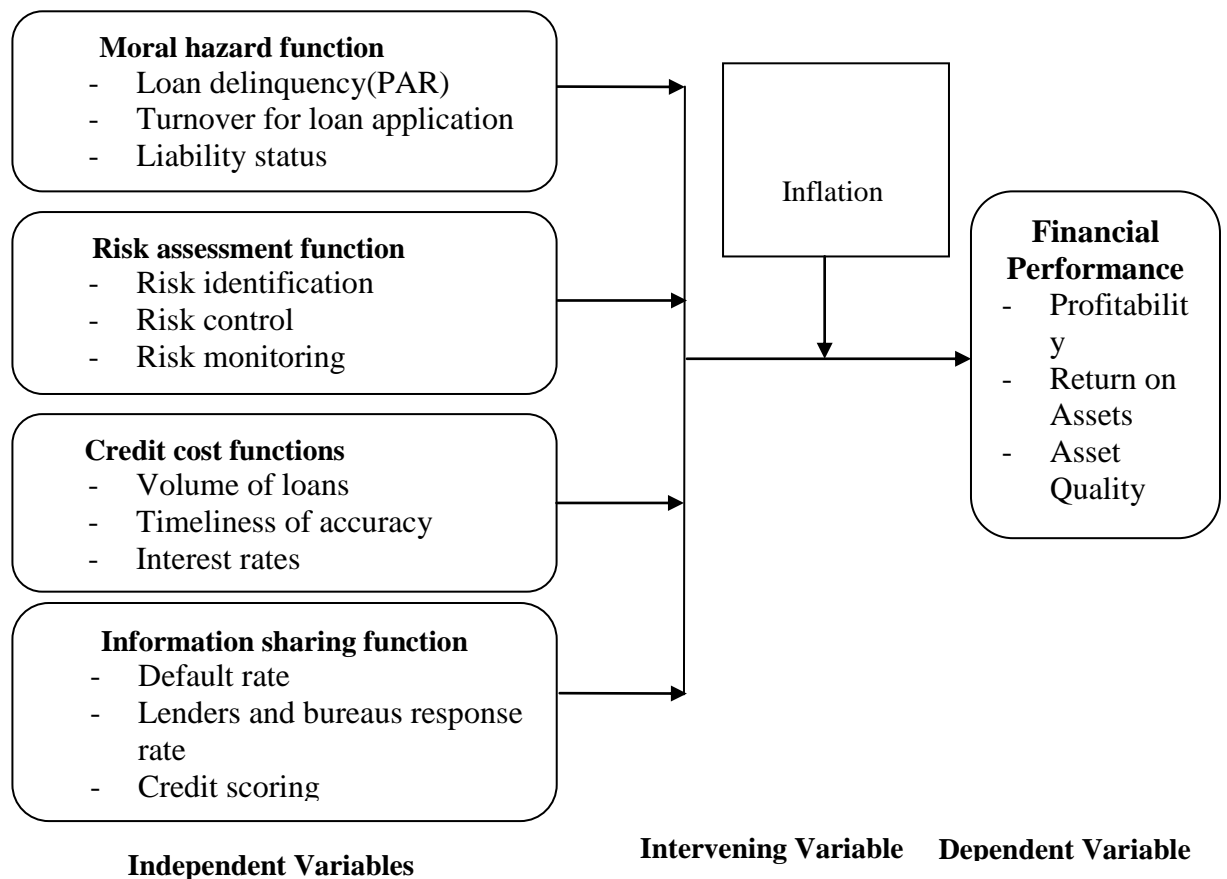 Moral hazard function
- Loan delinquency(PAR)
- Turnover for loan application
- Liability status
Risk assessment function
- Risk identification
- Risk control
- Risk monitoring
Credit cost functions
- Volume of loans
- Timeliness of accuracy
- Interest rates
Information sharing function
- Default rate
- Lenders and bureaus response
rate
- Credit scoring
Independent Variables
Inflation
Intervening Variable
Financial
Performance
- Profitabilit
y
- Return on
Assets
- Asset
Quality
Dependent Variable